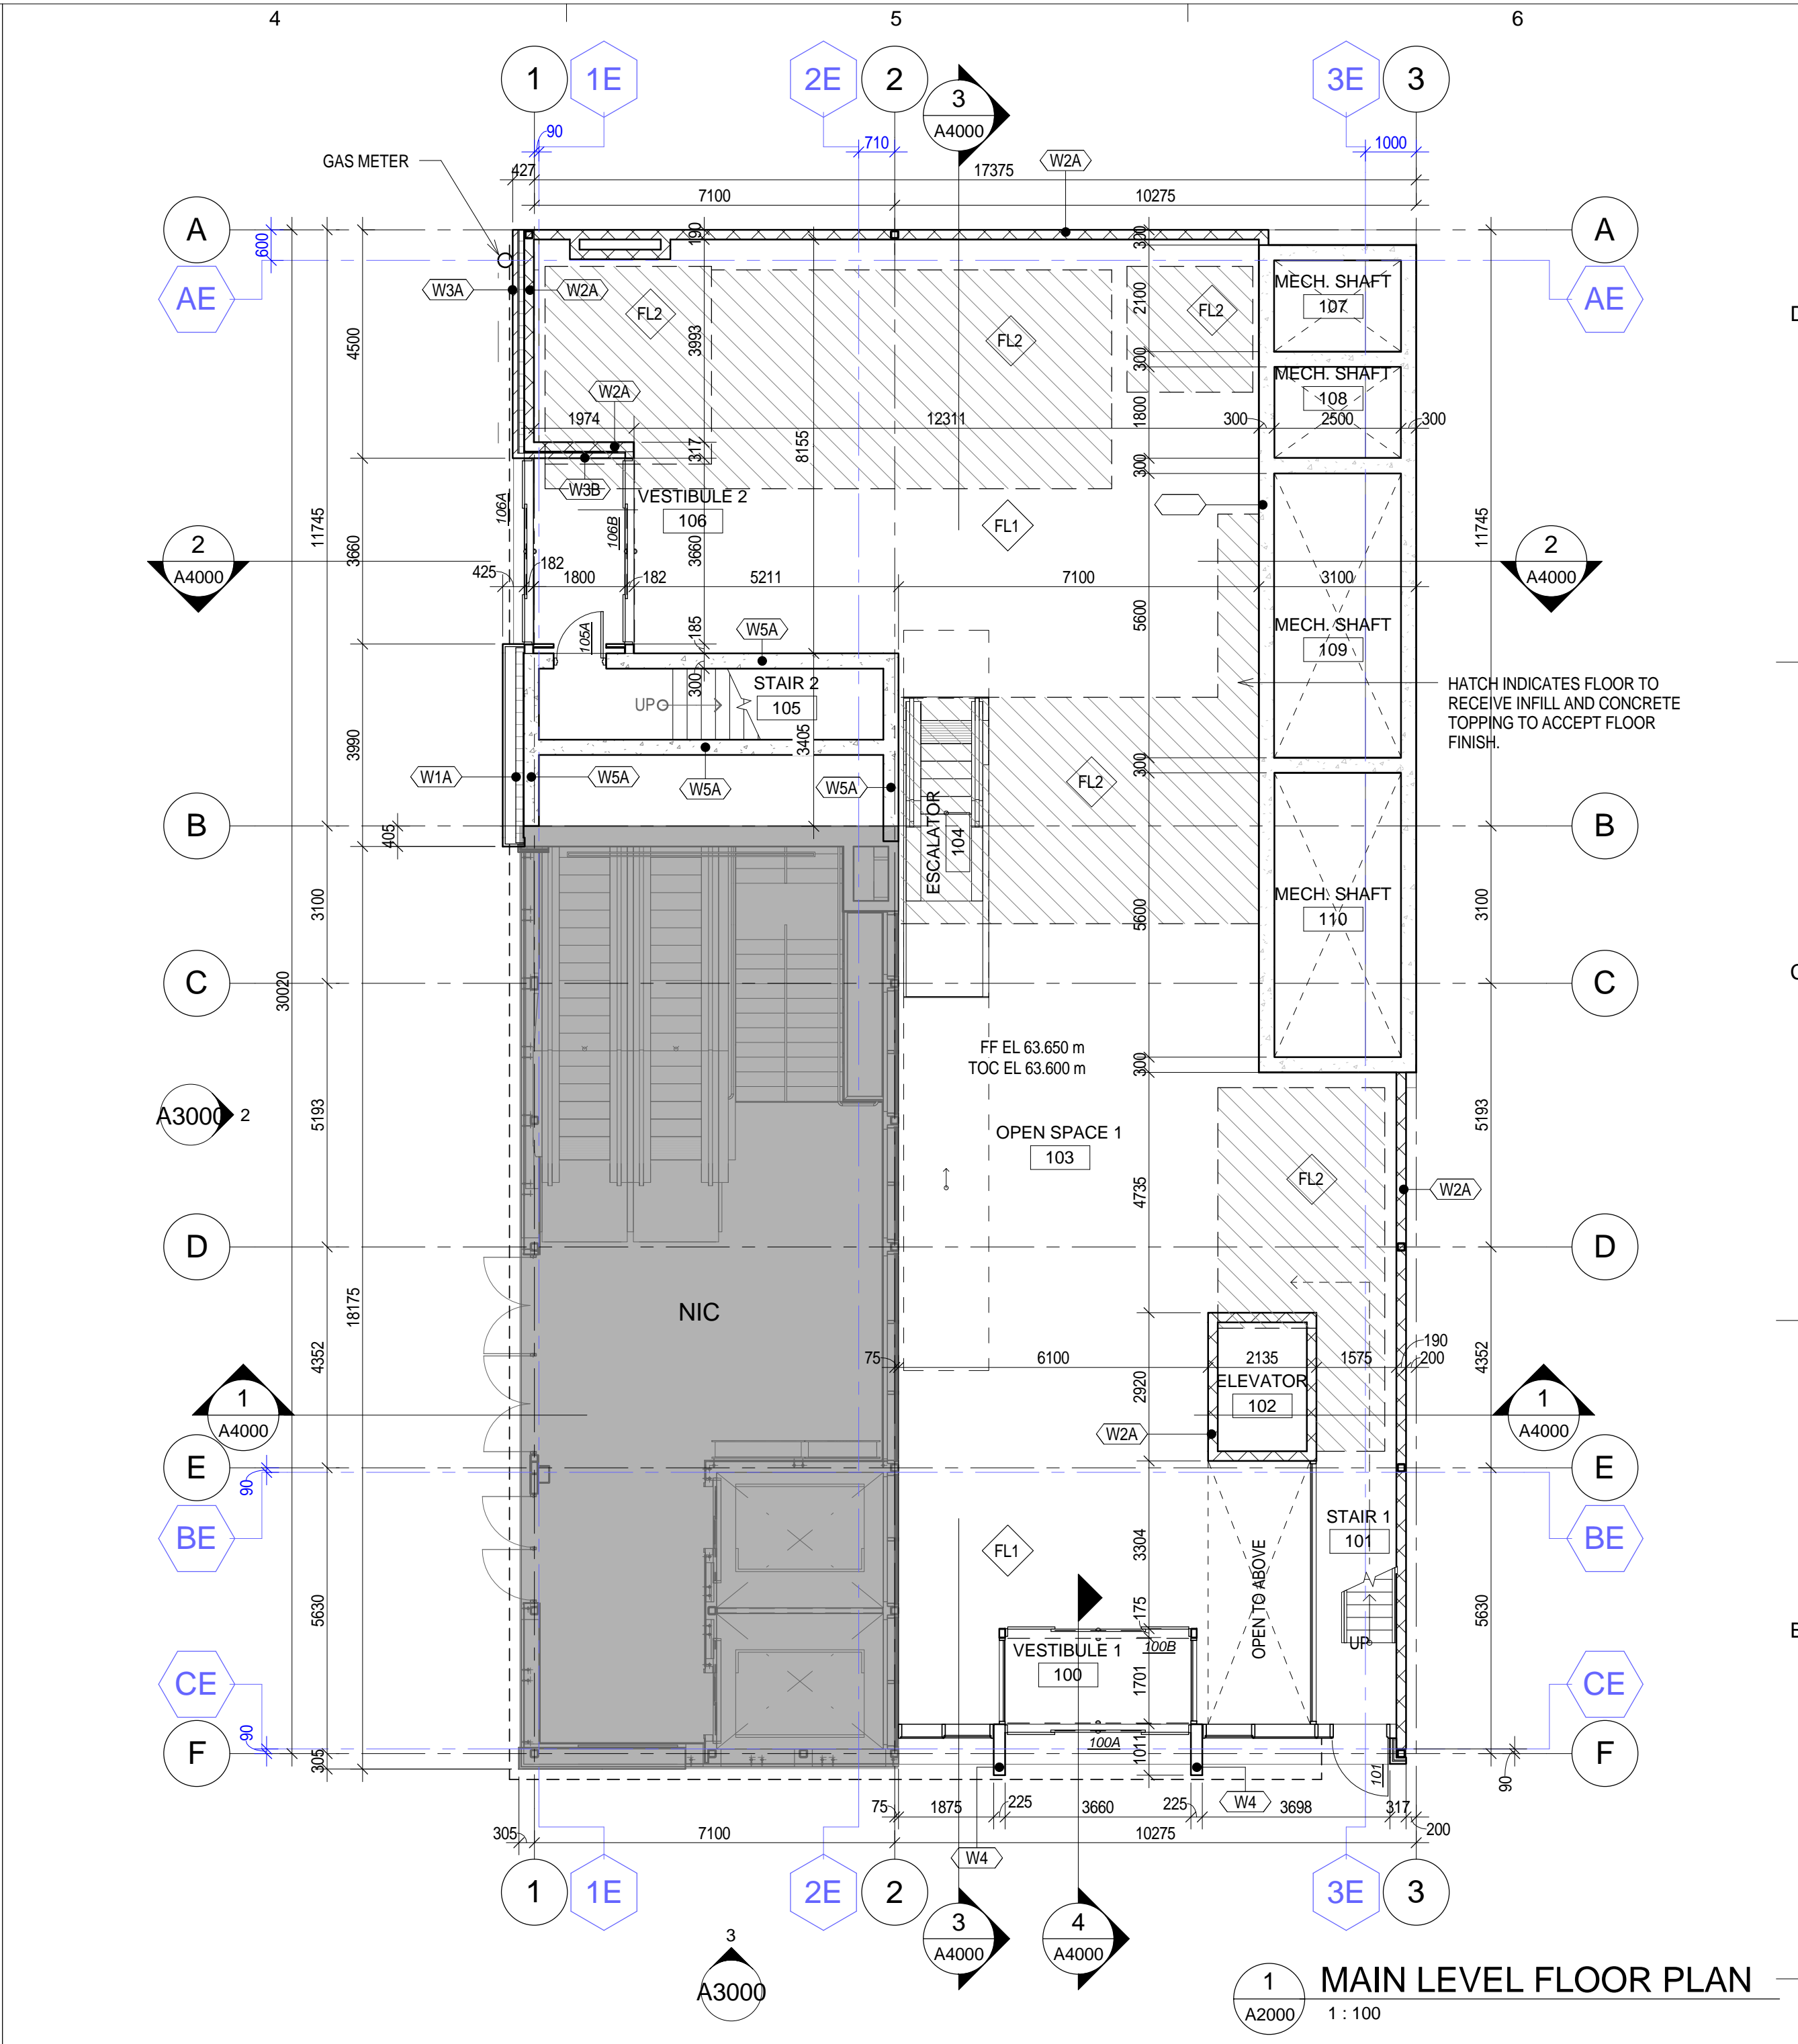 4 5 6
1 1E 2E 2 3E 3
3
A4000
90 710 1000
GAS METER
427 17375 W2A
7100 10275
A 600 190 300 A
AE AE
W3A W2A
FL2 FL2 FL2
2100
MECH. SHAFT
107
D
4500 3993 300
MECH. SHAFT
108
W2A
1974 12311 1800 300 2500 300
317 8155
300
W3B
VESTIBULE 2
106
106A 106B
FL1
11745 3660 3660 11745
2
A4000
2
A4000
425 182 1800 182 5211 7100 3100
5600
185 W5A
105A
MECH. SHAFT
109
STAIR 2
105
300
UP
HATCH INDICATES FLOOR TO
RECEIVE INFILL AND CONCRETE
TOPPING TO ACCEPT FLOOR
FINISH.
3990 3405
W1A W5A W5A W5A
FL2
300
B 405 B
ESCALATOR
104
3100 5600 3100
MECH. SHAFT
110
C 30020 C
C
FF EL 63.650 m
TOC EL 63.600 m
300
A3000 2
5193 5193
OPEN SPACE 1
103
4735
FL2
W2A
D D
NIC
18175
4352 4352
75 6100 2135 1575 190
200
2920
ELEVATOR
102
1
A4000
1
A4000
W2A
E 90 E
BE BE
STAIR 1
101
FL1 3304
OPEN TO ABOVE
5630 5630
175
UP
VESTIBULE 1
100
100B
1701
E
CE CE
90
F 305 F
100A
1011
101
90
W4
75 1875 225 3660 225 3698 317
200
305 7100 10275
W4
1 1E 2E 2 3E 3
3
A4000
4
A4000
3
A3000
1
A2000
MAIN LEVEL FLOOR PLAN
1 : 100